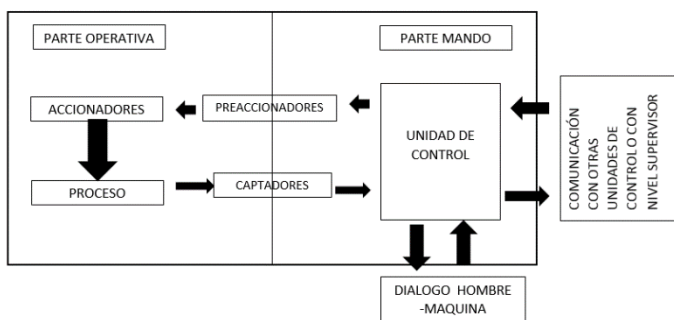 PARTE OPERATIVA
PARTE MANDO
ACCIONADORES
PREACCIONADORES
UNIDAD DE
CONTROL
PROCESO
CAPTADORES
COMUNICACIÓN
CON OTRAS
UNIDADES DE
CONTROL O CON
NIVEL SUPERVISOR
DIALOGO HOMBRE
-MAQUINA